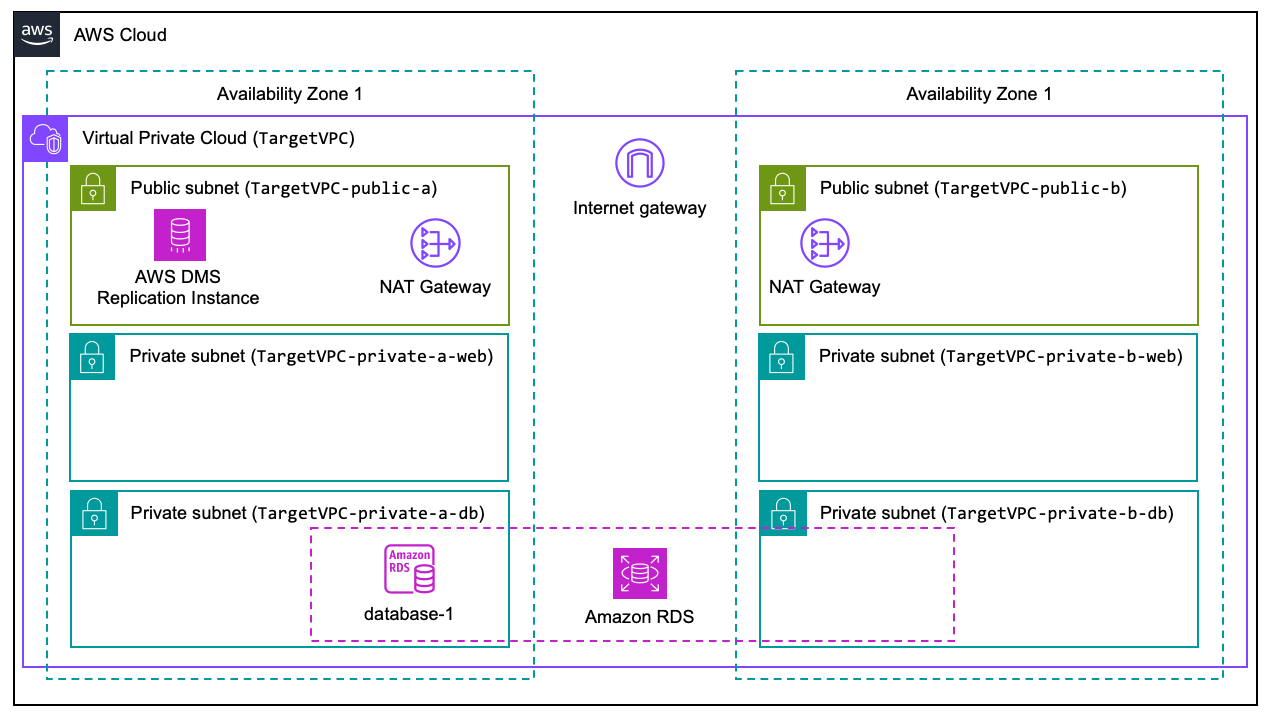 aws
AWS Cloud
Availability Zone 1
Availability Zone 1
Virtual Private Cloud (TargetVPC)
Internet gateway
Public subnet (TargetVPC-public-a)
AWS DMS
Replication Instance
NAT Gateway
Public subnet (TargetVPC-public-b)
NAT Gateway
Private subnet (TargetVPC-private-a-web)
Private subnet (TargetVPC-private-b-web)
Private subnet (TargetVPC-private-a-db)
Private subnet (TargetVPC-private-b-db)
Amazon
RDS
database-1
Amazon RDS